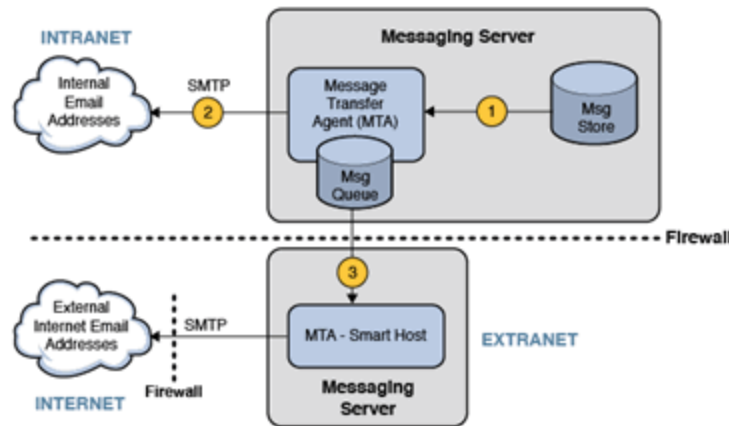 INTRANET
Messaging Server
Internal
Email
Addresses
SMTP
2
Message
Transfer
Agent (MTA)
1
Msg
Store
Msg
Queue
Firewall
3
External
Internet Email
Addresses
SMTP
MTA - Smart Host
EXTRANET
Firewall
INTERNET
Messaging
Server